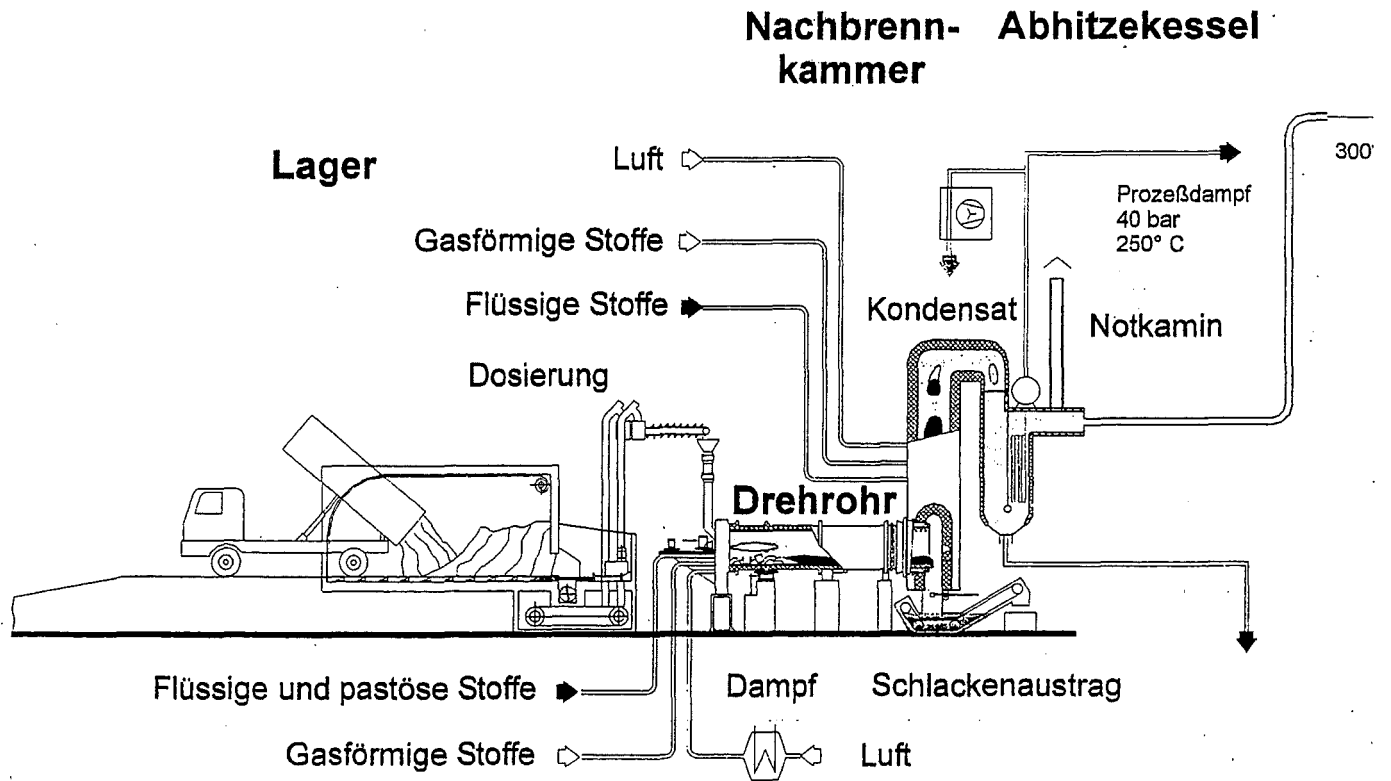 Nachbrenn- Abhitzekessel
kammer
Lager
Luft
300°
Prozeßdampf
40 bar
250° C
Gasförmige Stoffe
Flüssige Stoffe
Kondensat
Notkamin
Dosierung
Drehrohr
Flüssige und pastöse Stoffe
Dampf
Schlackenaustrag
Gasförmige Stoffe
Luft